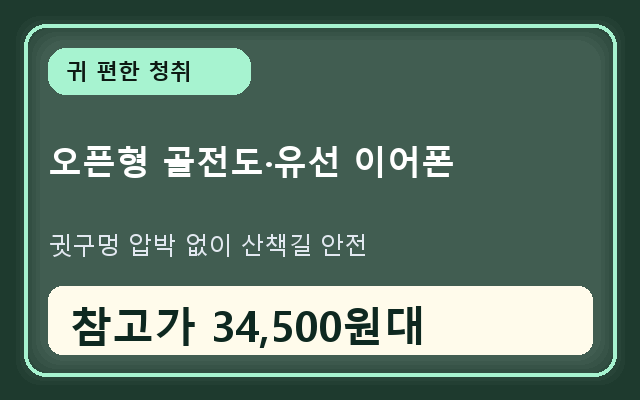 귀 편한 청취
오픈형 골전도·유선 이어폰
귓구멍 압박 없이 산책길 안전
참고가 34,500원대